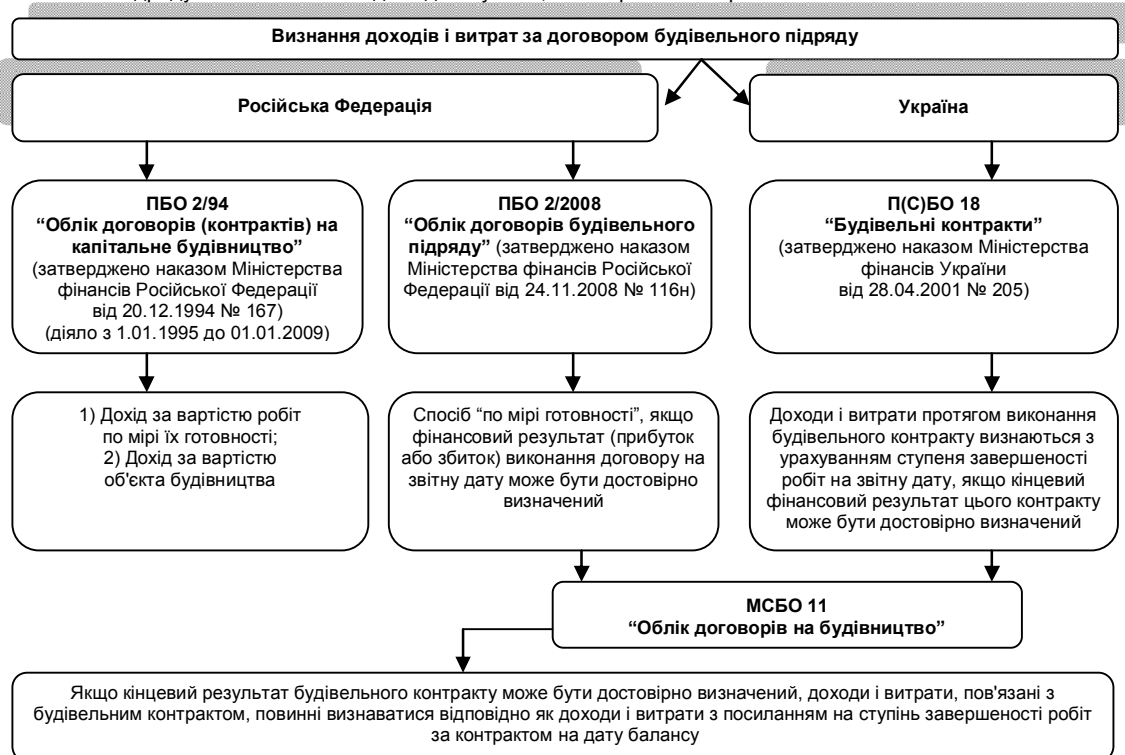 Визнання доходів і витрат за договором будівельного підряду
Російська Федерація
Україна
ПБО 2/94
“Облік договорів (контрактів) на
капітальне будівництво”
(затверджено наказом Міністерства
фінансів Російської Федерації
від 20.12.1994 № 167)
(діяло з 1.01.1995 до 01.01.2009)
ПБО 2/2008
“Облік договорів будівельного
підряду” (затверджено наказом
Міністерства фінансів Російської
Федерації від 24.11.2008 № 116н)
П(С)БО 18
“Будівельні контракти”
(затверджено наказом Міністерства
фінансів України
від 28.04.2001 № 205)
1) Дохід за вартістю робіт
по мірі їх готовності;
2) Дохід за вартістю
об'єкта будівництва
Спосіб “по мірі готовності”, якщо
фінансовий результат (прибуток
або збиток) виконання договору на
звітну дату може бути достовірно
визначений
Доходи і витрати протягом виконання
будівельного контракту визнаються з
урахуванням ступеня завершеності
робіт на звітну дату, якщо кінцевий
фінансовий результат цього контракту
може бути достовірно визначений
МСБО 11
“Облік договорів на будівництво”
Якщо кінцевий результат будівельного контракту може бути достовірно визначений, доходи і витрати, пов'язані з
будівельним контрактом, повинні визнаватися відповідно як доходи і витрати з посиланням на ступінь завершеності робіт
за контрактом на дату балансу